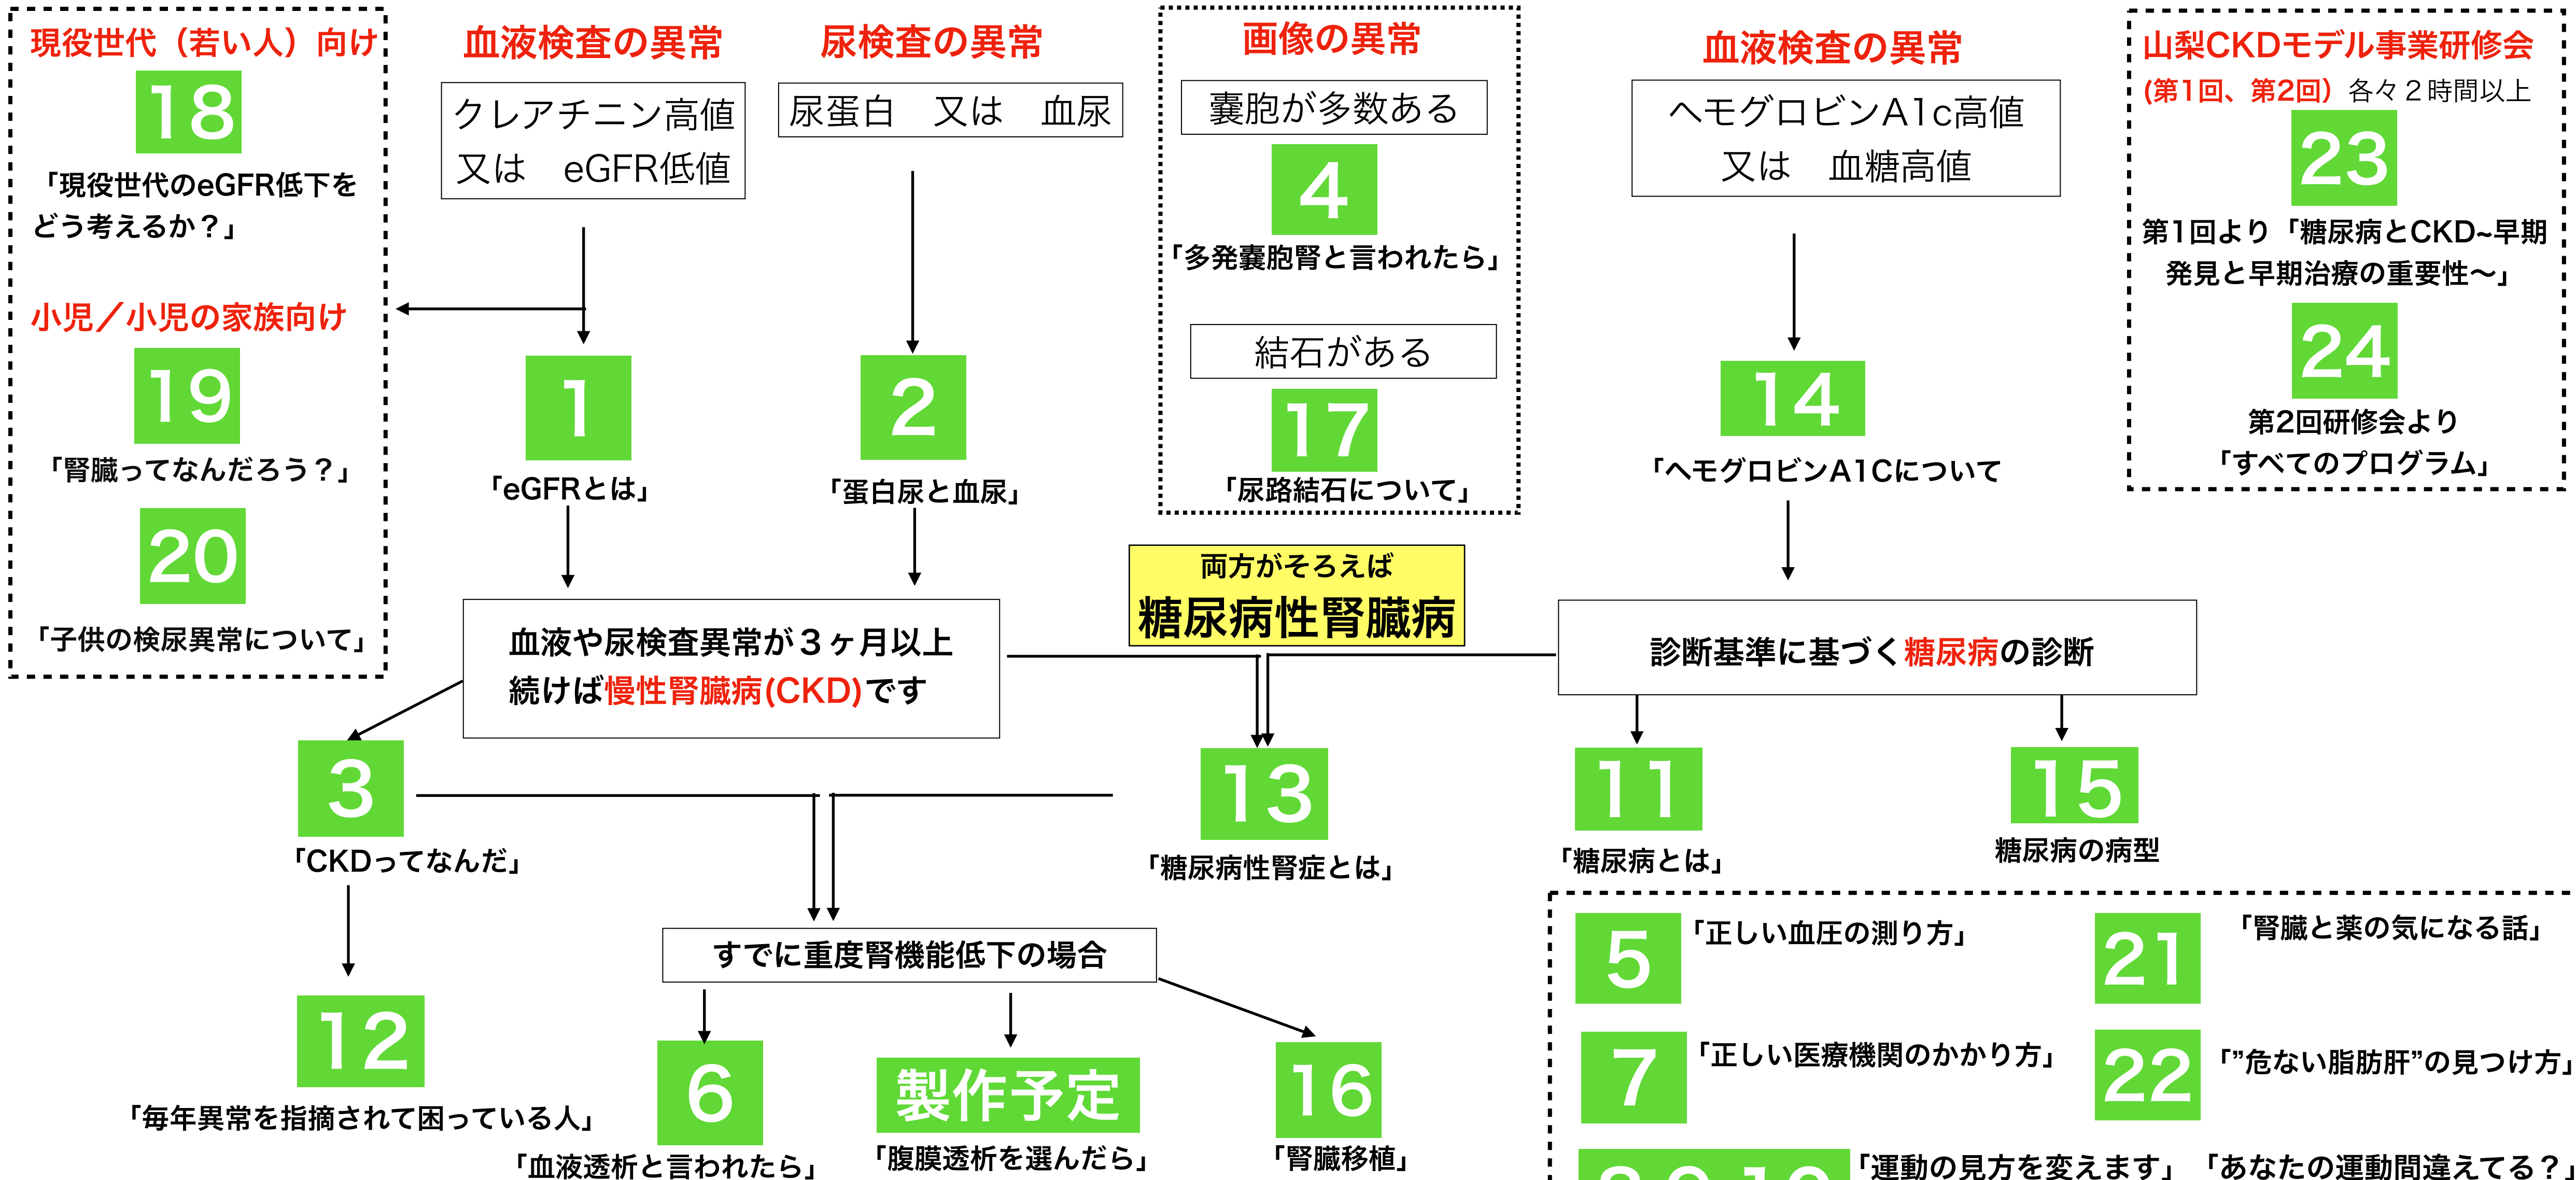 現役世代（若い人）向け
18
「現役世代のeGFR低下を
どう考えるか？」
小児／小児の家族向け
19
「腎臓ってなんだろう？」
20
「子供の検尿異常について」
血液検査の異常
クレアチニン高値
又は　eGFR低値
1
「eGFRとは」
尿検査の異常
尿蛋白　又は　血尿
2
「蛋白尿と血尿」
画像の異常
嚢胞が多数ある
4
「多発嚢胞腎と言われたら」
結石がある
17
「尿路結石について」
血液検査の異常
ヘモグロビンA1c高値
又は　血糖高値
14
「ヘモグロビンA1Cについて
山梨CKDモデル事業研修会
(第1回、第2回）各々２時間以上
23
第1回より「糖尿病とCKD~早期
発見と早期治療の重要性〜」
24
第2回研修会より
「すべてのプログラム」
両方がそろえば
糖尿病性腎臓病
血液や尿検査異常が３ヶ月以上
続けば慢性腎臓病(CKD)です
診断基準に基づく糖尿病の診断
3
「CKDってなんだ」
13
「糖尿病性腎症とは」
11
「糖尿病とは」
15
糖尿病の病型
12
「毎年異常を指摘されて困っている人」
すでに重度腎機能低下の場合
6
「血液透析と言われたら」
製作予定
「腹膜透析を選んだら」
16
「腎臓移植」
5
「正しい血圧の測り方」
21
「腎臓と薬の気になる話」
7
「正しい医療機関のかかり方」
22
「”危ない脂肪肝”の見つけ方」
「運動の見方を変えます」「あなたの運動間違えてる？」